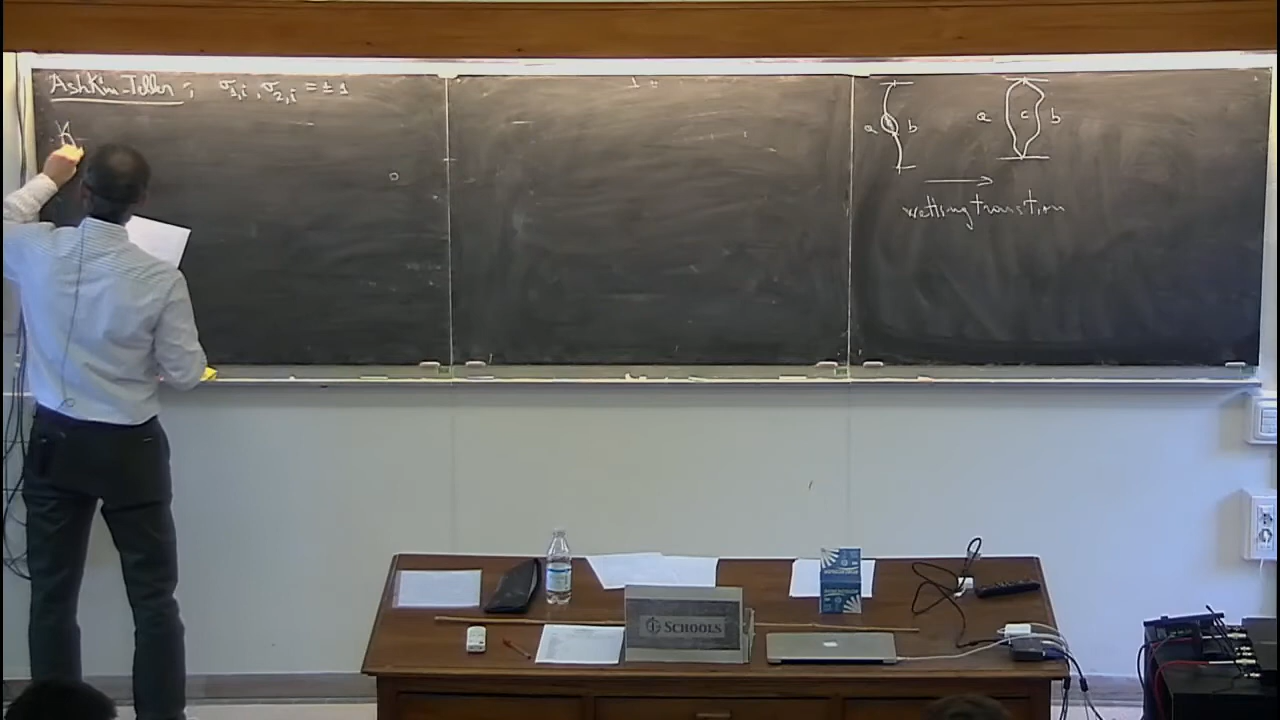 Ashkin-Teller; σ1,i, σ2,i = ±1
H
a b
a c b
wetting transition
SCHOOLS